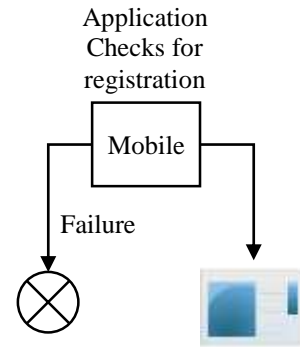 Application
Checks for
registration
Mobile
Failure